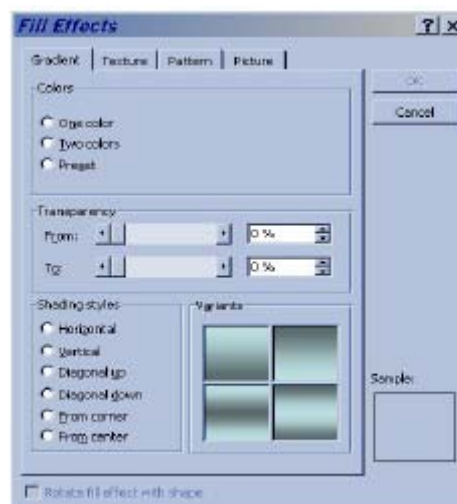 Fill Effects
Gradient Texture Pattern Picture
Colors
One color
Two colors
Preset
OK
Cancel
Transparency
From: 0 %
To: 0 %
Shading styles
Horizontal
Vertical
Diagonal up
Diagonal down
From corner
From center
Variants
Sample:
Rotate fill effect with shape